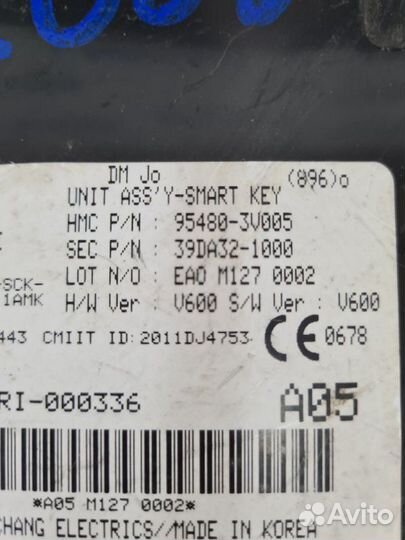 DM Jo (896)o
UNIT ASS'Y-SMART KEY
HMC P/N : 95480-3V005
SEC P/N : 39DA32-1000
-SCK- LOT N/O : EAO M127 0002
1AMK H/W Ver : V600 S/W Ver : V600
443 CMIIT ID:2011DJ4753 CE 0678
RI-000336 A05
*A05 M127 0002*
CHANG ELECTRICS//MADE IN KOREA
Avito